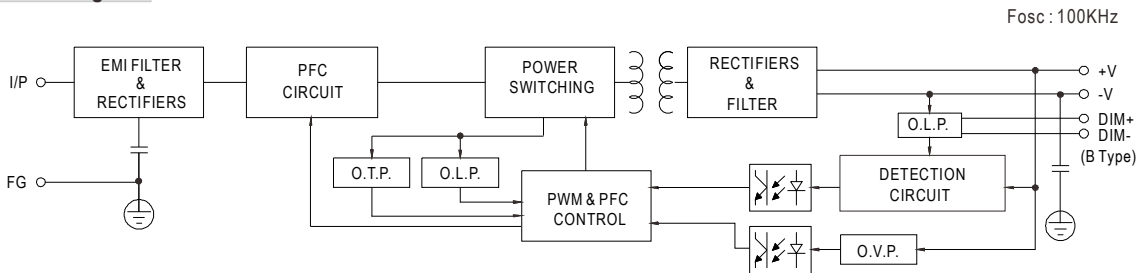 Fosc : 100KHz
I/P
EMI FILTER
&
RECTIFIERS
PFC
CIRCUIT
POWER
SWITCHING
RECTIFIERS
&
FILTER
+V
-V
O.L.P.
DIM+
DIM-
(B Type)
O.T.P.
O.L.P.
FG
PWM & PFC
CONTROL
DETECTION
CIRCUIT
O.V.P.